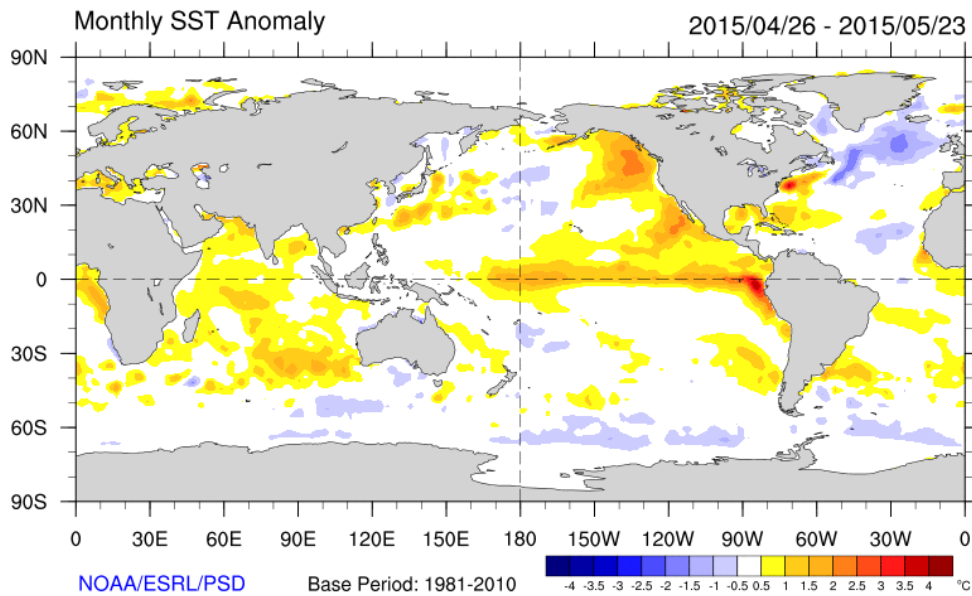 Monthly SST Anomaly 2015/04/26 - 2015/05/23
90N
60N
30N
0
30S
60S
90S
0 30E 60E 90E 120E 150E 180 150W 120W 90W 60W 30W 0
NOAA/ESRL/PSD Base Period: 1981-2010
-4 -3.5 -3 -2.5 -2 -1.5 -1 -0.5 0.5 1 1.5 2 2.5 3 3.5 4 °C